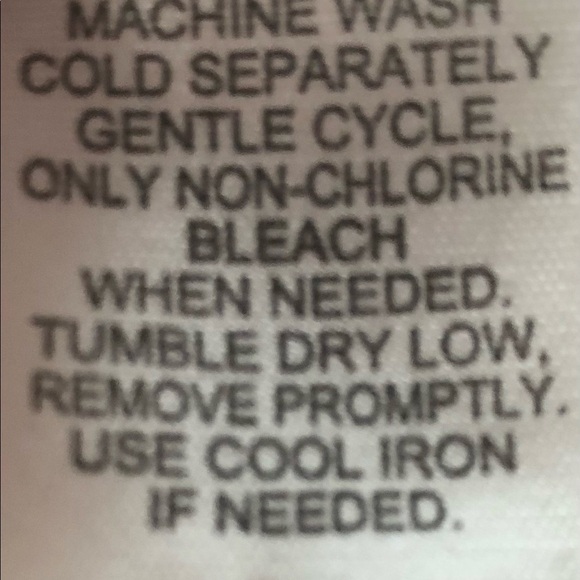 MACHINE WASH
COLD SEPARATELY
GENTLE CYCLE,
ONLY NON-CHLORINE
BLEACH
WHEN NEEDED.
TUMBLE DRY LOW,
REMOVE PROMPTLY.
USE COOL IRON
IF NEEDED.